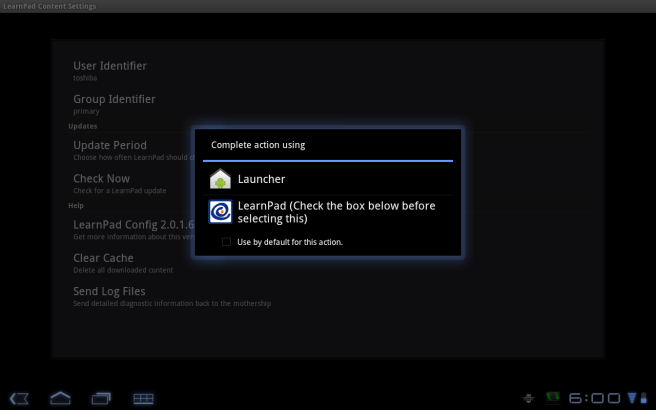 LearnPad Content Settings
User Identifier
toshiba
Group Identifier
primary
Updates
Update Period
Choose how often LearnPad should c
Check Now
Check for a LearnPad update
Help
LearnPad Config 2.0.1.6
Get more information about this vers
Clear Cache
Delete all downloaded content
Send Log Files
Send detailed diagnostic information back to the mothership
Complete action using
Launcher
LearnPad (Check the box below before
selecting this)
Use by default for this action.
6:00